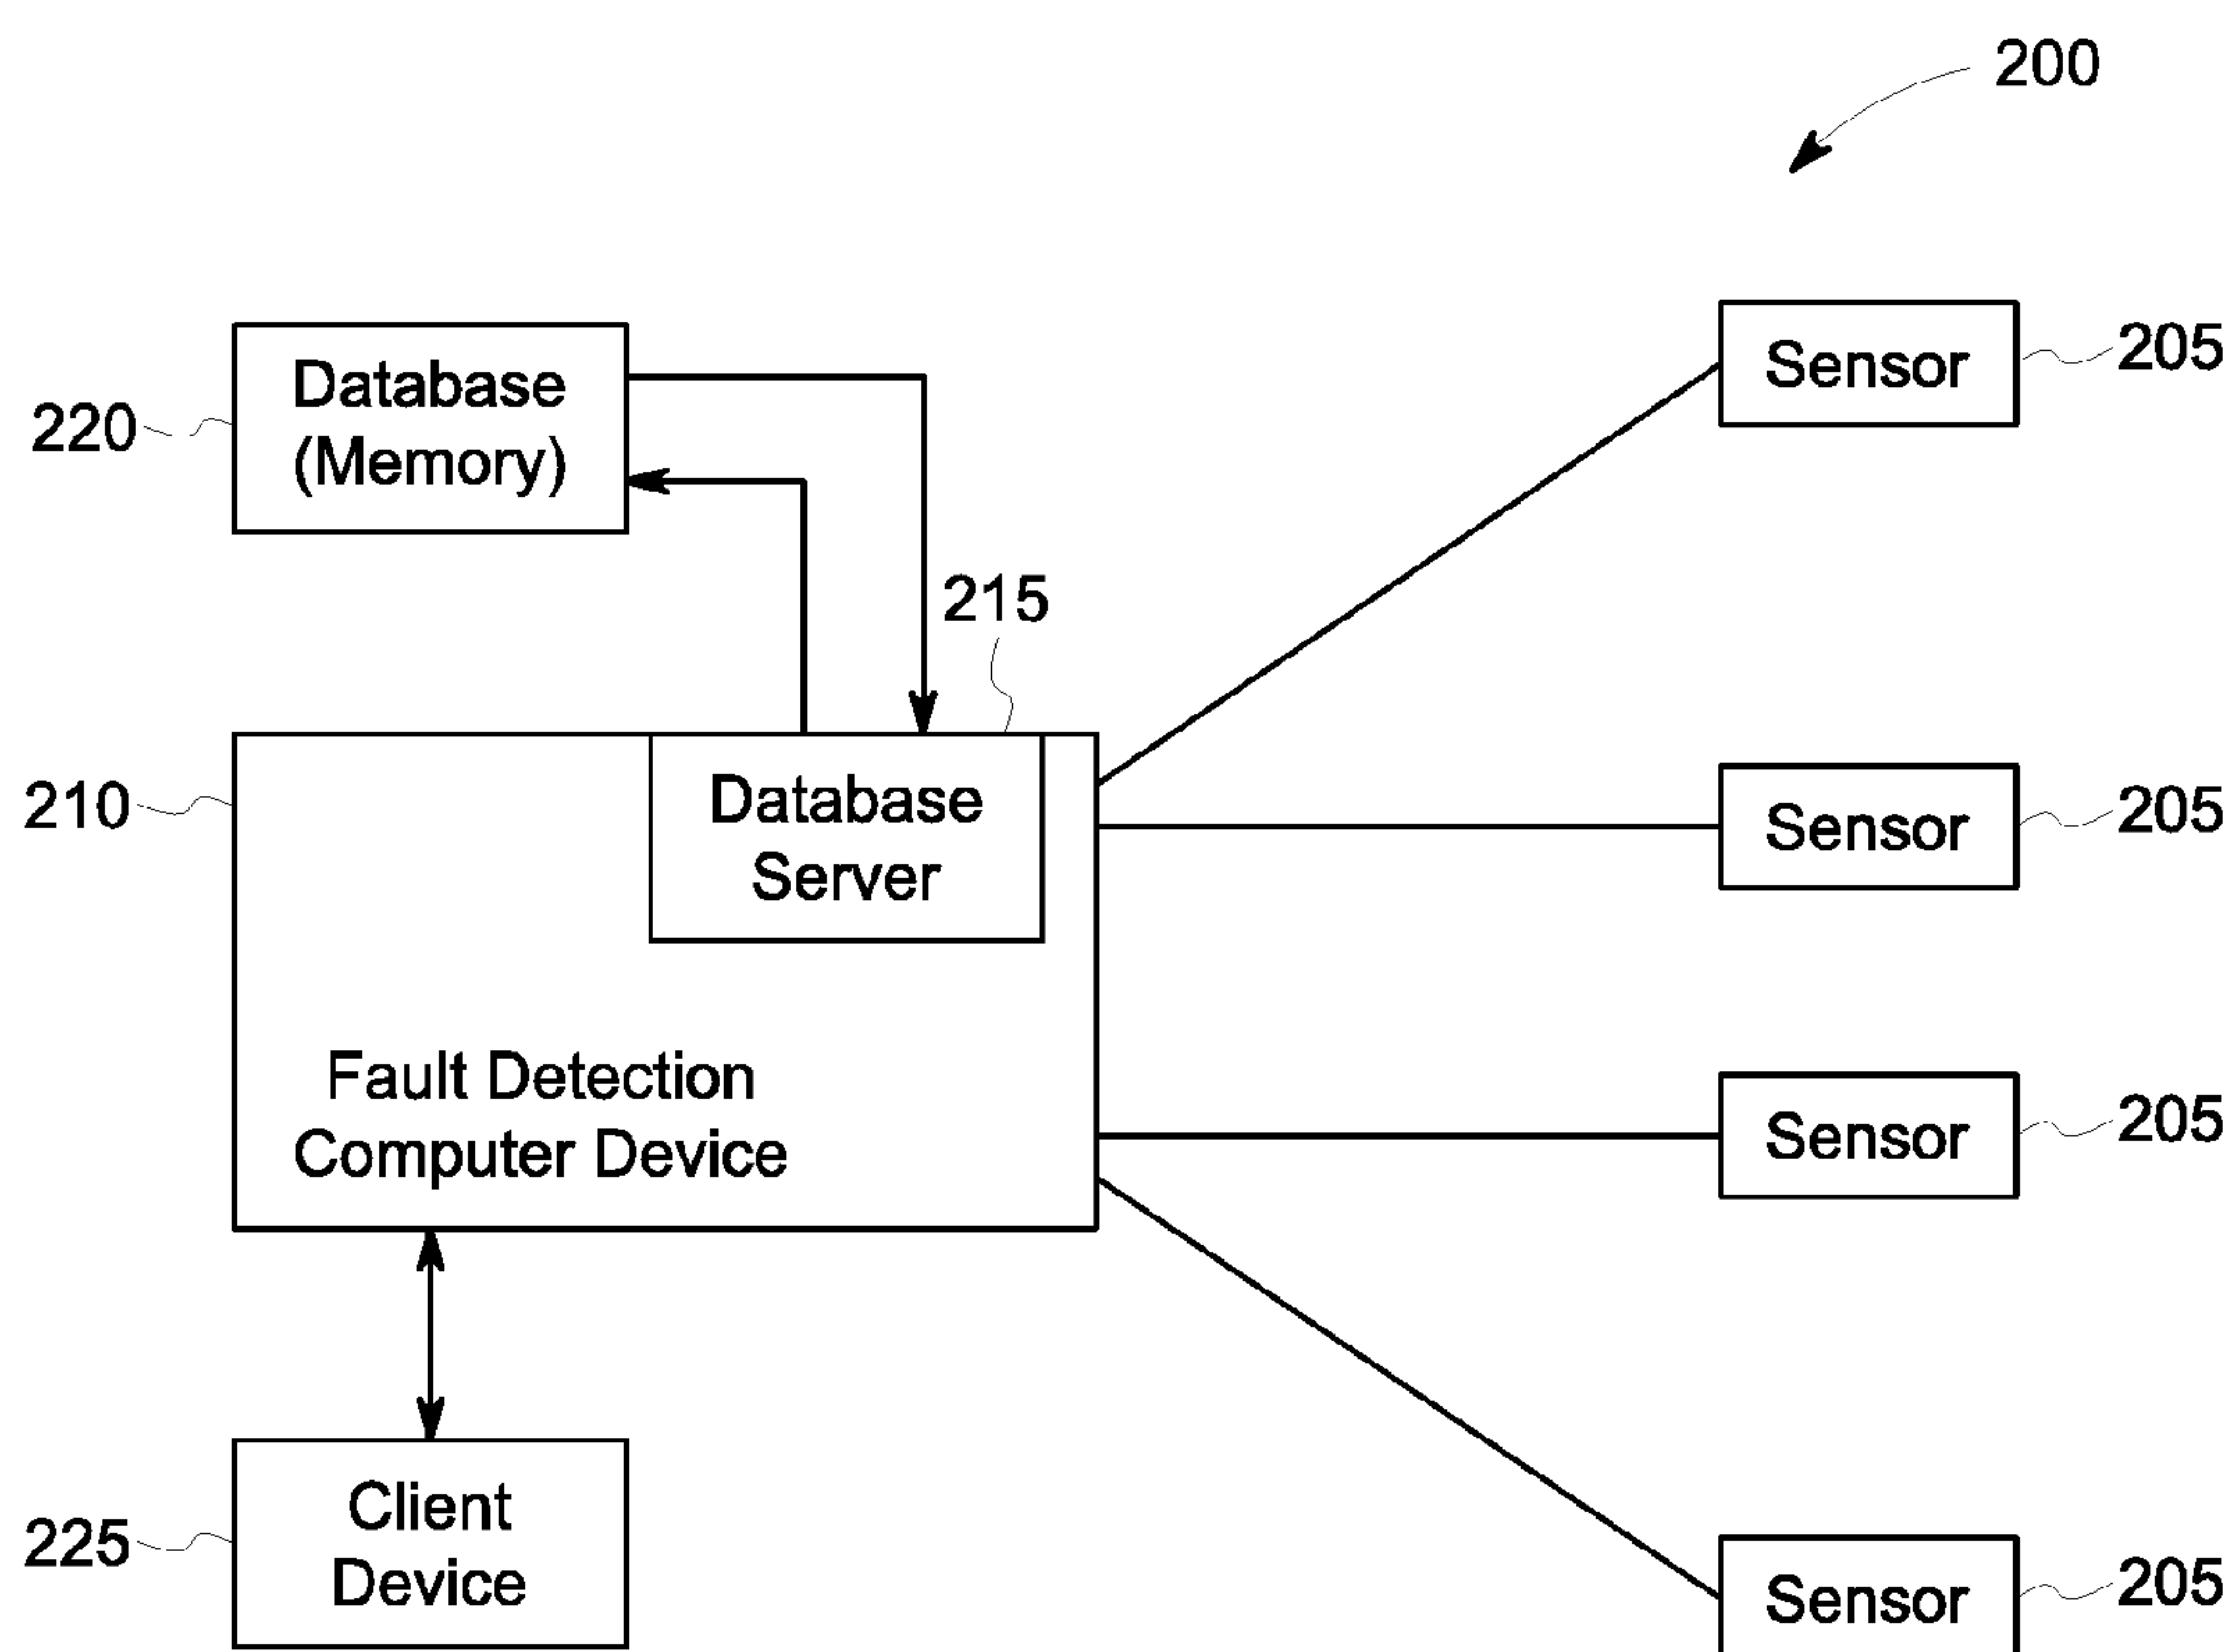 200
Sensor
205
Database
(Memory)
220
215
Sensor
205
210
Database
Server
Fault Detection
Computer Device
Sensor
205
225
Client
Device
Sensor
205